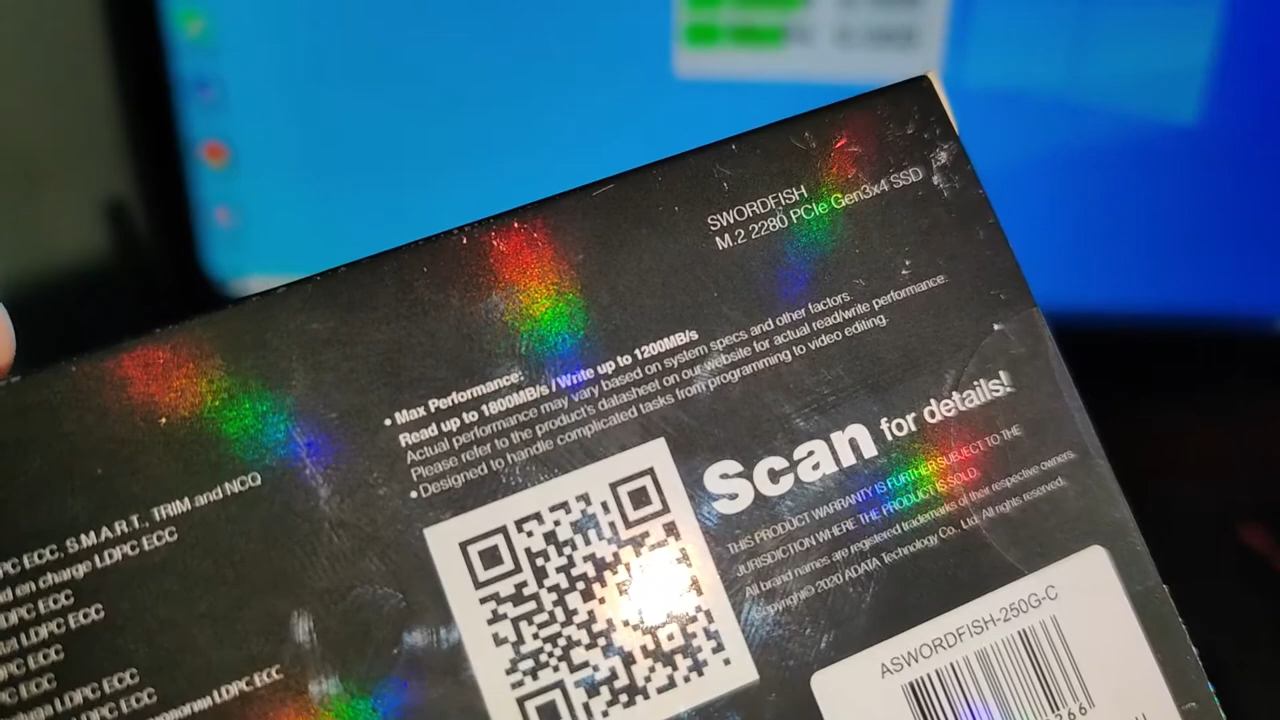 SWORDFISH
M.2 2280 PCIe Gen3x4 SSD
• Max Performance:
Read up to 1800MB/s / Write up to 1200MB/s
Actual performance may vary based on system specs and other factors.
Please refer to the product's datasheet on our website for actual read/write performance.
• Designed to handle complicated tasks from programming to video editing.
Scan for details!
THIS PRODUCT WARRANTY IS FURTHER SUBJECT TO THE
JURISDICTION WHERE THE PRODUCT IS SOLD.
All brand names are registered trademarks of their respective owners.
Copyright© 2020 ADATA Technology Co., Ltd. All rights reserved.
ASWORDFISH-250G-C
ECC, S.M.A.R.T., TRIM and NCQ
en charge LDPC ECC
LDPC ECC
LDPC ECC
ECC
ECC
LDPC ECC
LDPC ECC
LDPC ECC